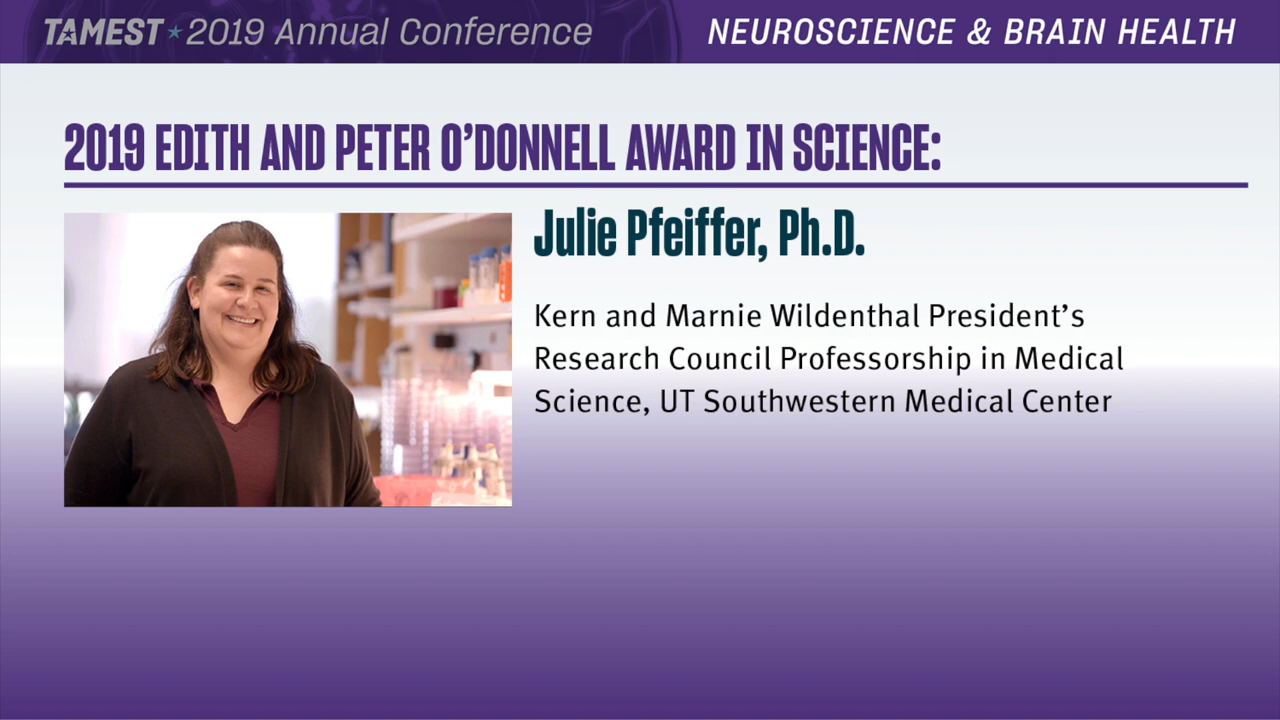 TAMEST★2019 Annual Conference
NEUROSCIENCE & BRAIN HEALTH
2019 EDITH AND PETER O’DONNELL AWARD IN SCIENCE:
Julie Pfeiffer, Ph.D.
Kern and Marnie Wildenthal President’s
Research Council Professorship in Medical
Science, UT Southwestern Medical Center